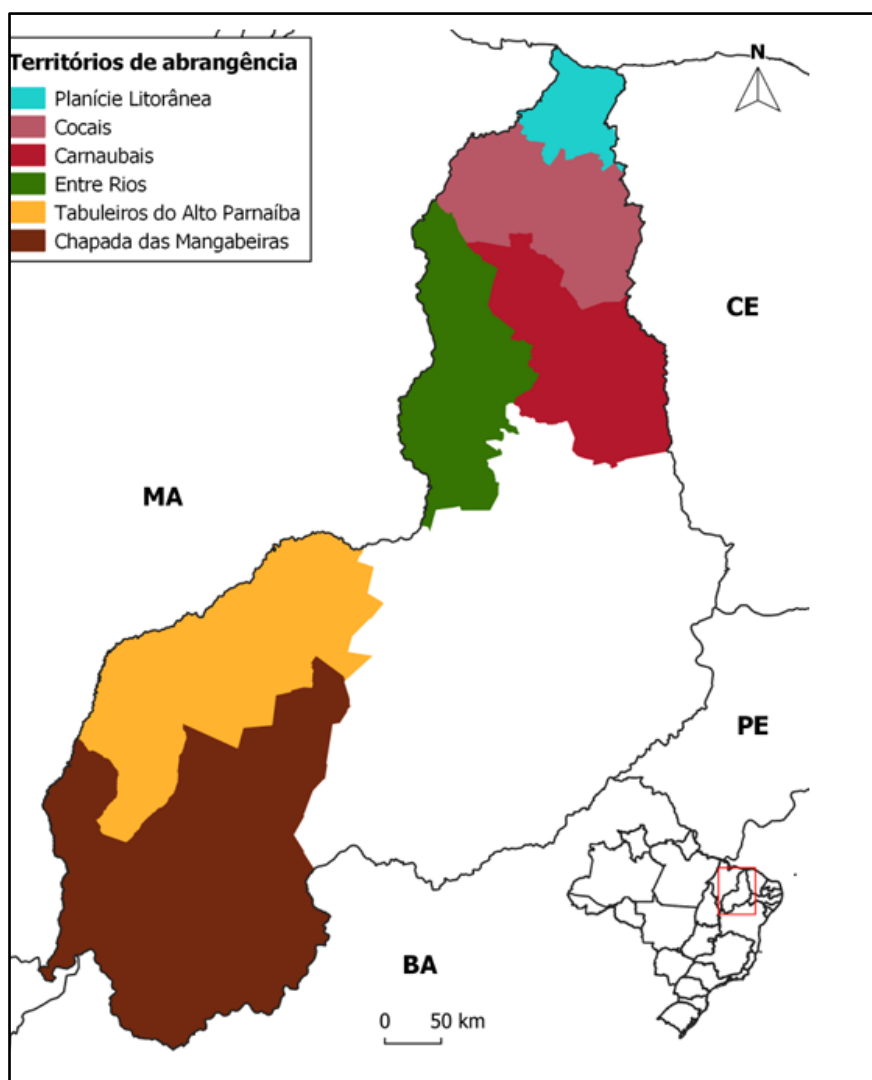 Territórios de abrangência
Planície Litorânea
Cocais
Carnaubais
Entre Rios
Tabuleiros do Alto Parnaíba
Chapada das Mangabeiras
N
CE
MA
PE
BA
0 50 km